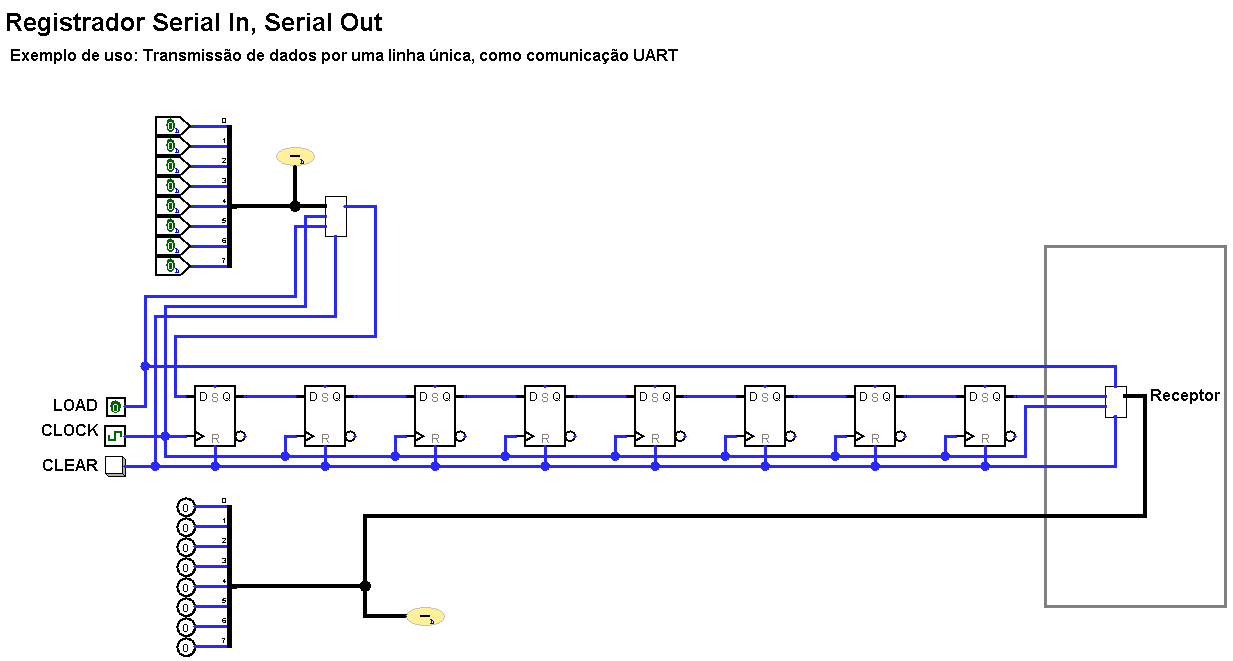 Registrador Serial In, Serial Out
Exemplo de uso: Transmissão de dados por uma linha única, como comunicação UART
0
0 h
1
0 h
2
0 h
3
0 h
4
0 h
5
0 h
6
0 h
7
0 h
– h
D S Q D S Q D S Q D S Q D S Q D S Q D S Q D S Q
Receptor
LOAD 0
CLOCK
R R R R R R R R
CLEAR
0
0
1
0
2
0
3
0
4
0
5
0
6
0
7
0
– h